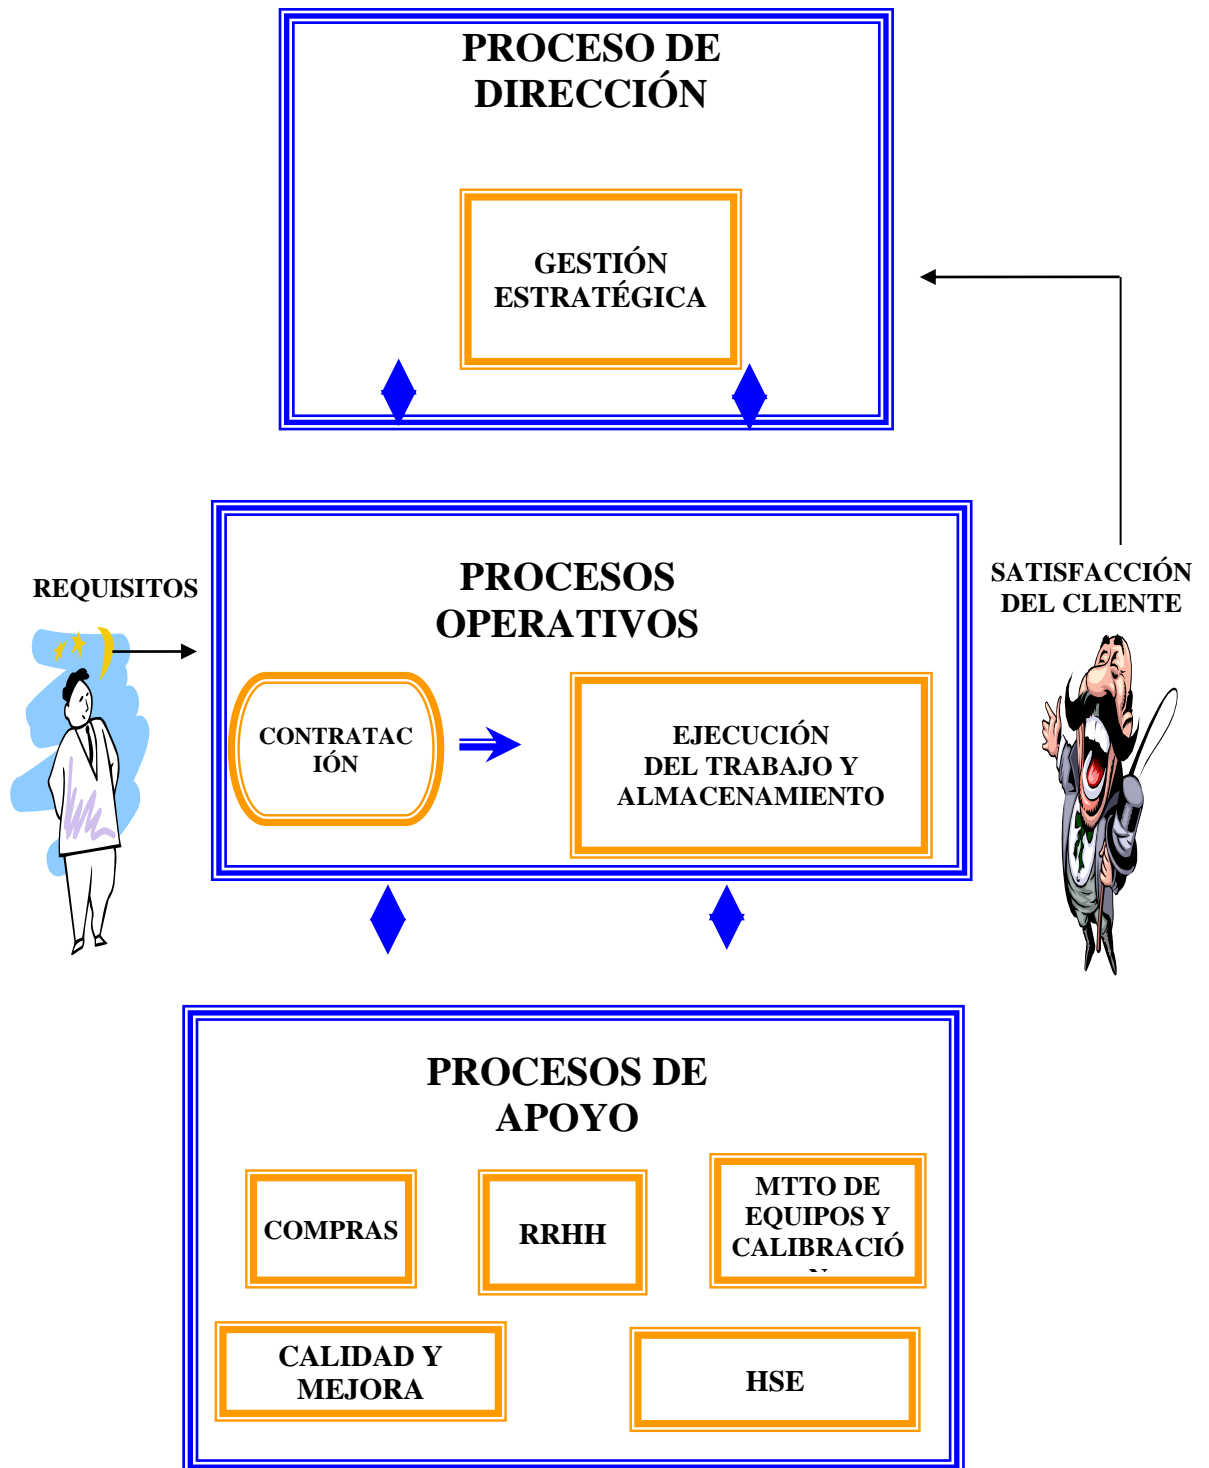 PROCESO DE
DIRECCIÓN
GESTIÓN
ESTRATÉGICA
REQUISITOS
PROCESOS
OPERATIVOS
SATISFACCIÓN
DEL CLIENTE
CONTRATAC
IÓN
EJECUCIÓN
DEL TRABAJO Y
ALMACENAMIENTO
PROCESOS DE
APOYO
COMPRAS
RRHH
MTTO DE
EQUIPOS Y
CALIBRACIÓ
N
CALIDAD Y
MEJORA
HSE